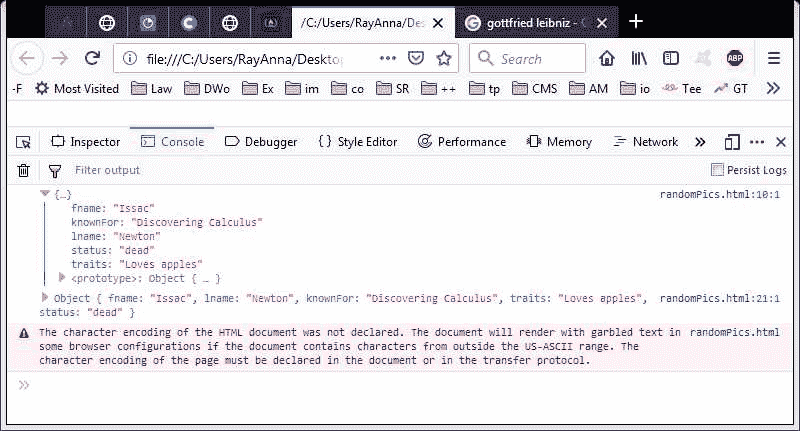 /C:/Users/RayAnna/Des
gottfried leibniz - G
file:///C:/Users/RayAnna/Desktop
Search
ABP
-F Most Visited Law DWo Ex im co SR ++ tp CMS AM io Tee GT
Inspector Console Debugger { } Style Editor Performance Memory Network
Filter output Persist Logs
{…} randomPics.html:10:1
fname: "Issac"
knownFor: "Discovering Calculus"
lname: "Newton"
status: "dead"
traits: "Loves apples"
<prototype>: Object { … }
Object { fname: "Issac", lname: "Newton", knownFor: "Discovering Calculus", traits: "Loves apples", randomPics.html:21:1
status: "dead" }
The character encoding of the HTML document was not declared. The document will render with garbled text in randomPics.html
some browser configurations if the document contains characters from outside the US-ASCII range. The
character encoding of the page must be declared in the document or in the transfer protocol.